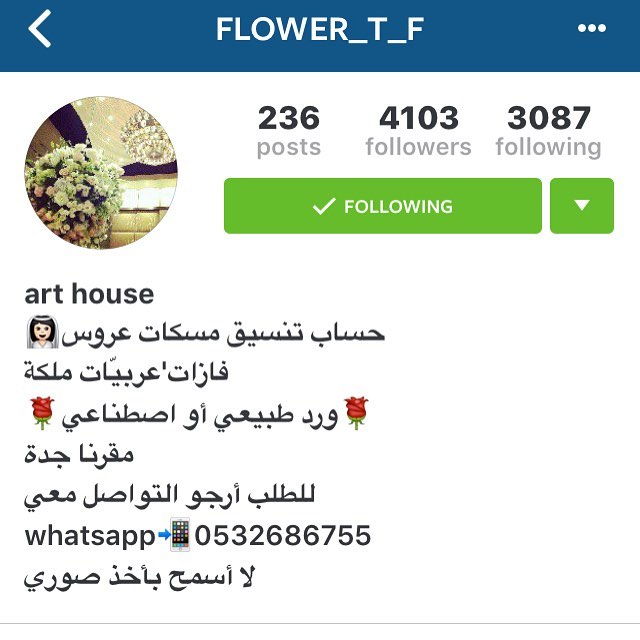 FLOWER_T_F
236 4103 3087
posts followers following
FOLLOWING
art house
حساب تنسيق مسكات عروس👰🏻
فازات'عربيّات ملكة
🌹ورد طبيعي أو اصطناعي🌹
مقرنا جدة
للطلب أرجو التواصل معي
whatsapp📲0532686755
لا أسمح بأخذ صوري